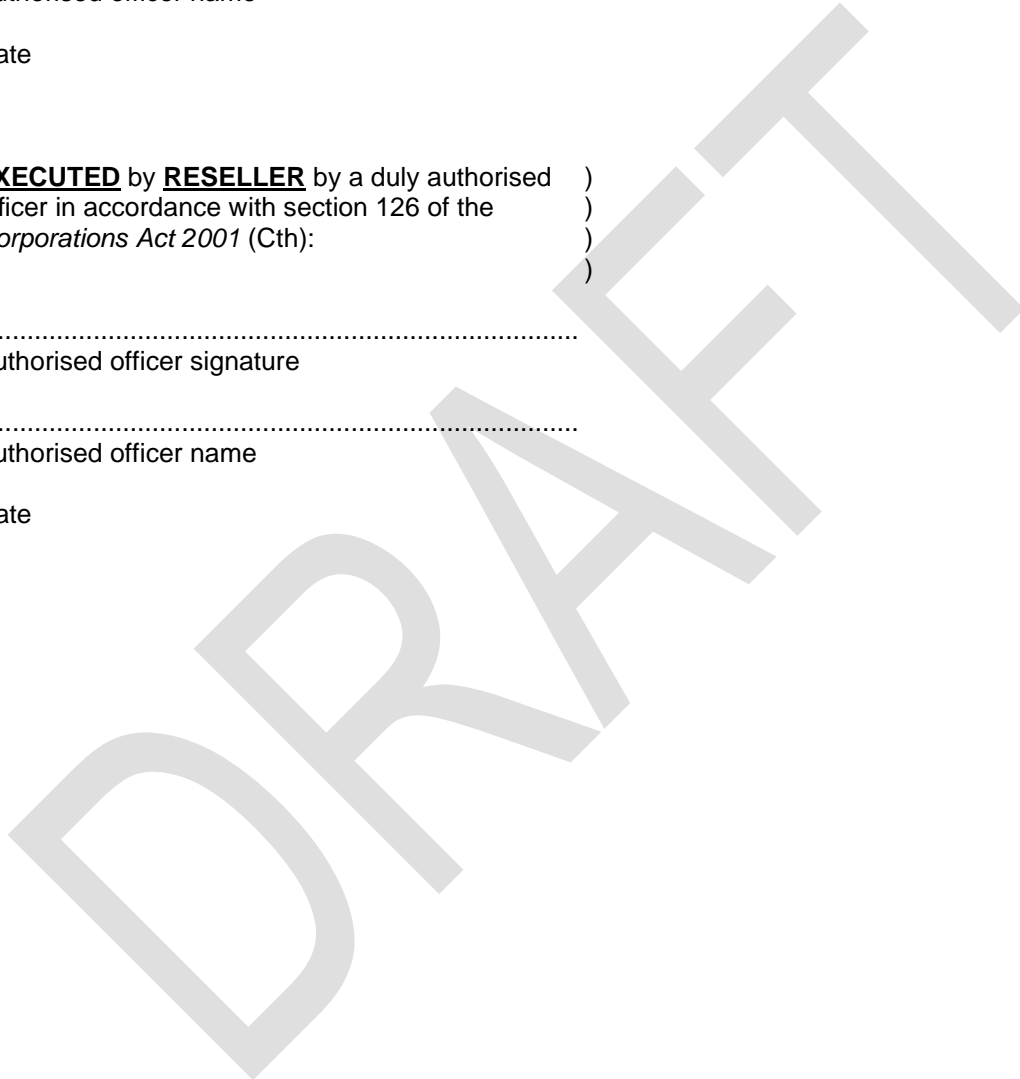 uthorised officer name
ate
XECUTED by RESELLER by a duly authorised )
ficer in accordance with section 126 of the )
orporations Act 2001 (Cth): )
)
............................................................................
uthorised officer signature
............................................................................
uthorised officer name
ate
DRAFT